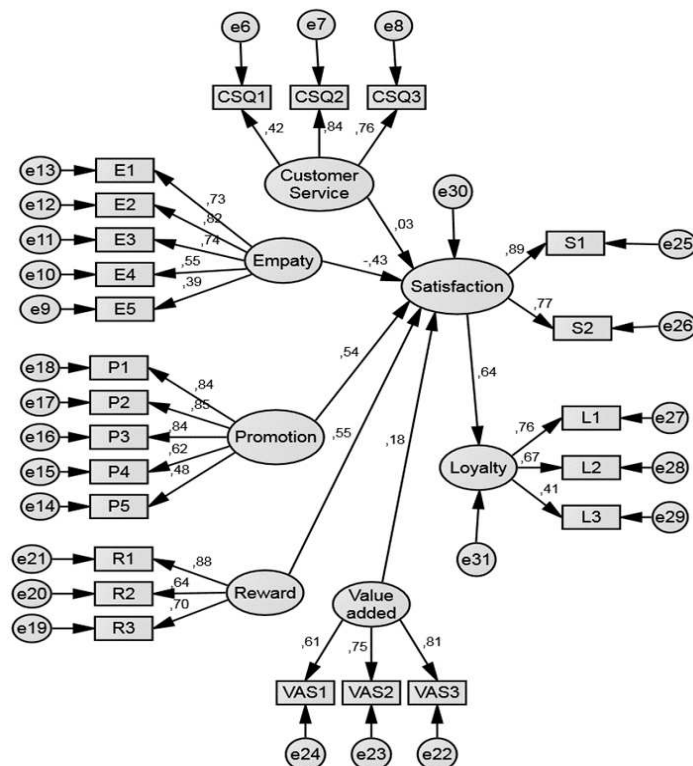 e6
e7
e8
CSQ1
CSQ2
CSQ3
,42
,84
,76
Customer
Service
,03
e13
E1
e12
E2
e11
E3
e10
E4
e9
E5
,73
,82
,74
,55
,39
Empaty
-,43
e30
Satisfaction
,89
,77
S1
e25
S2
e26
e18
P1
e17
P2
e16
P3
e15
P4
e14
P5
,84
,85
,84
,62
,48
Promotion
,54
,64
,55
,18
Loyalty
,76
,67
,41
L1
e27
L2
e28
L3
e29
e31
e21
R1
e20
R2
e19
R3
,88
,64
,70
Reward
Value
added
,61
,75
,81
VAS1
VAS2
VAS3
e24
e23
e22